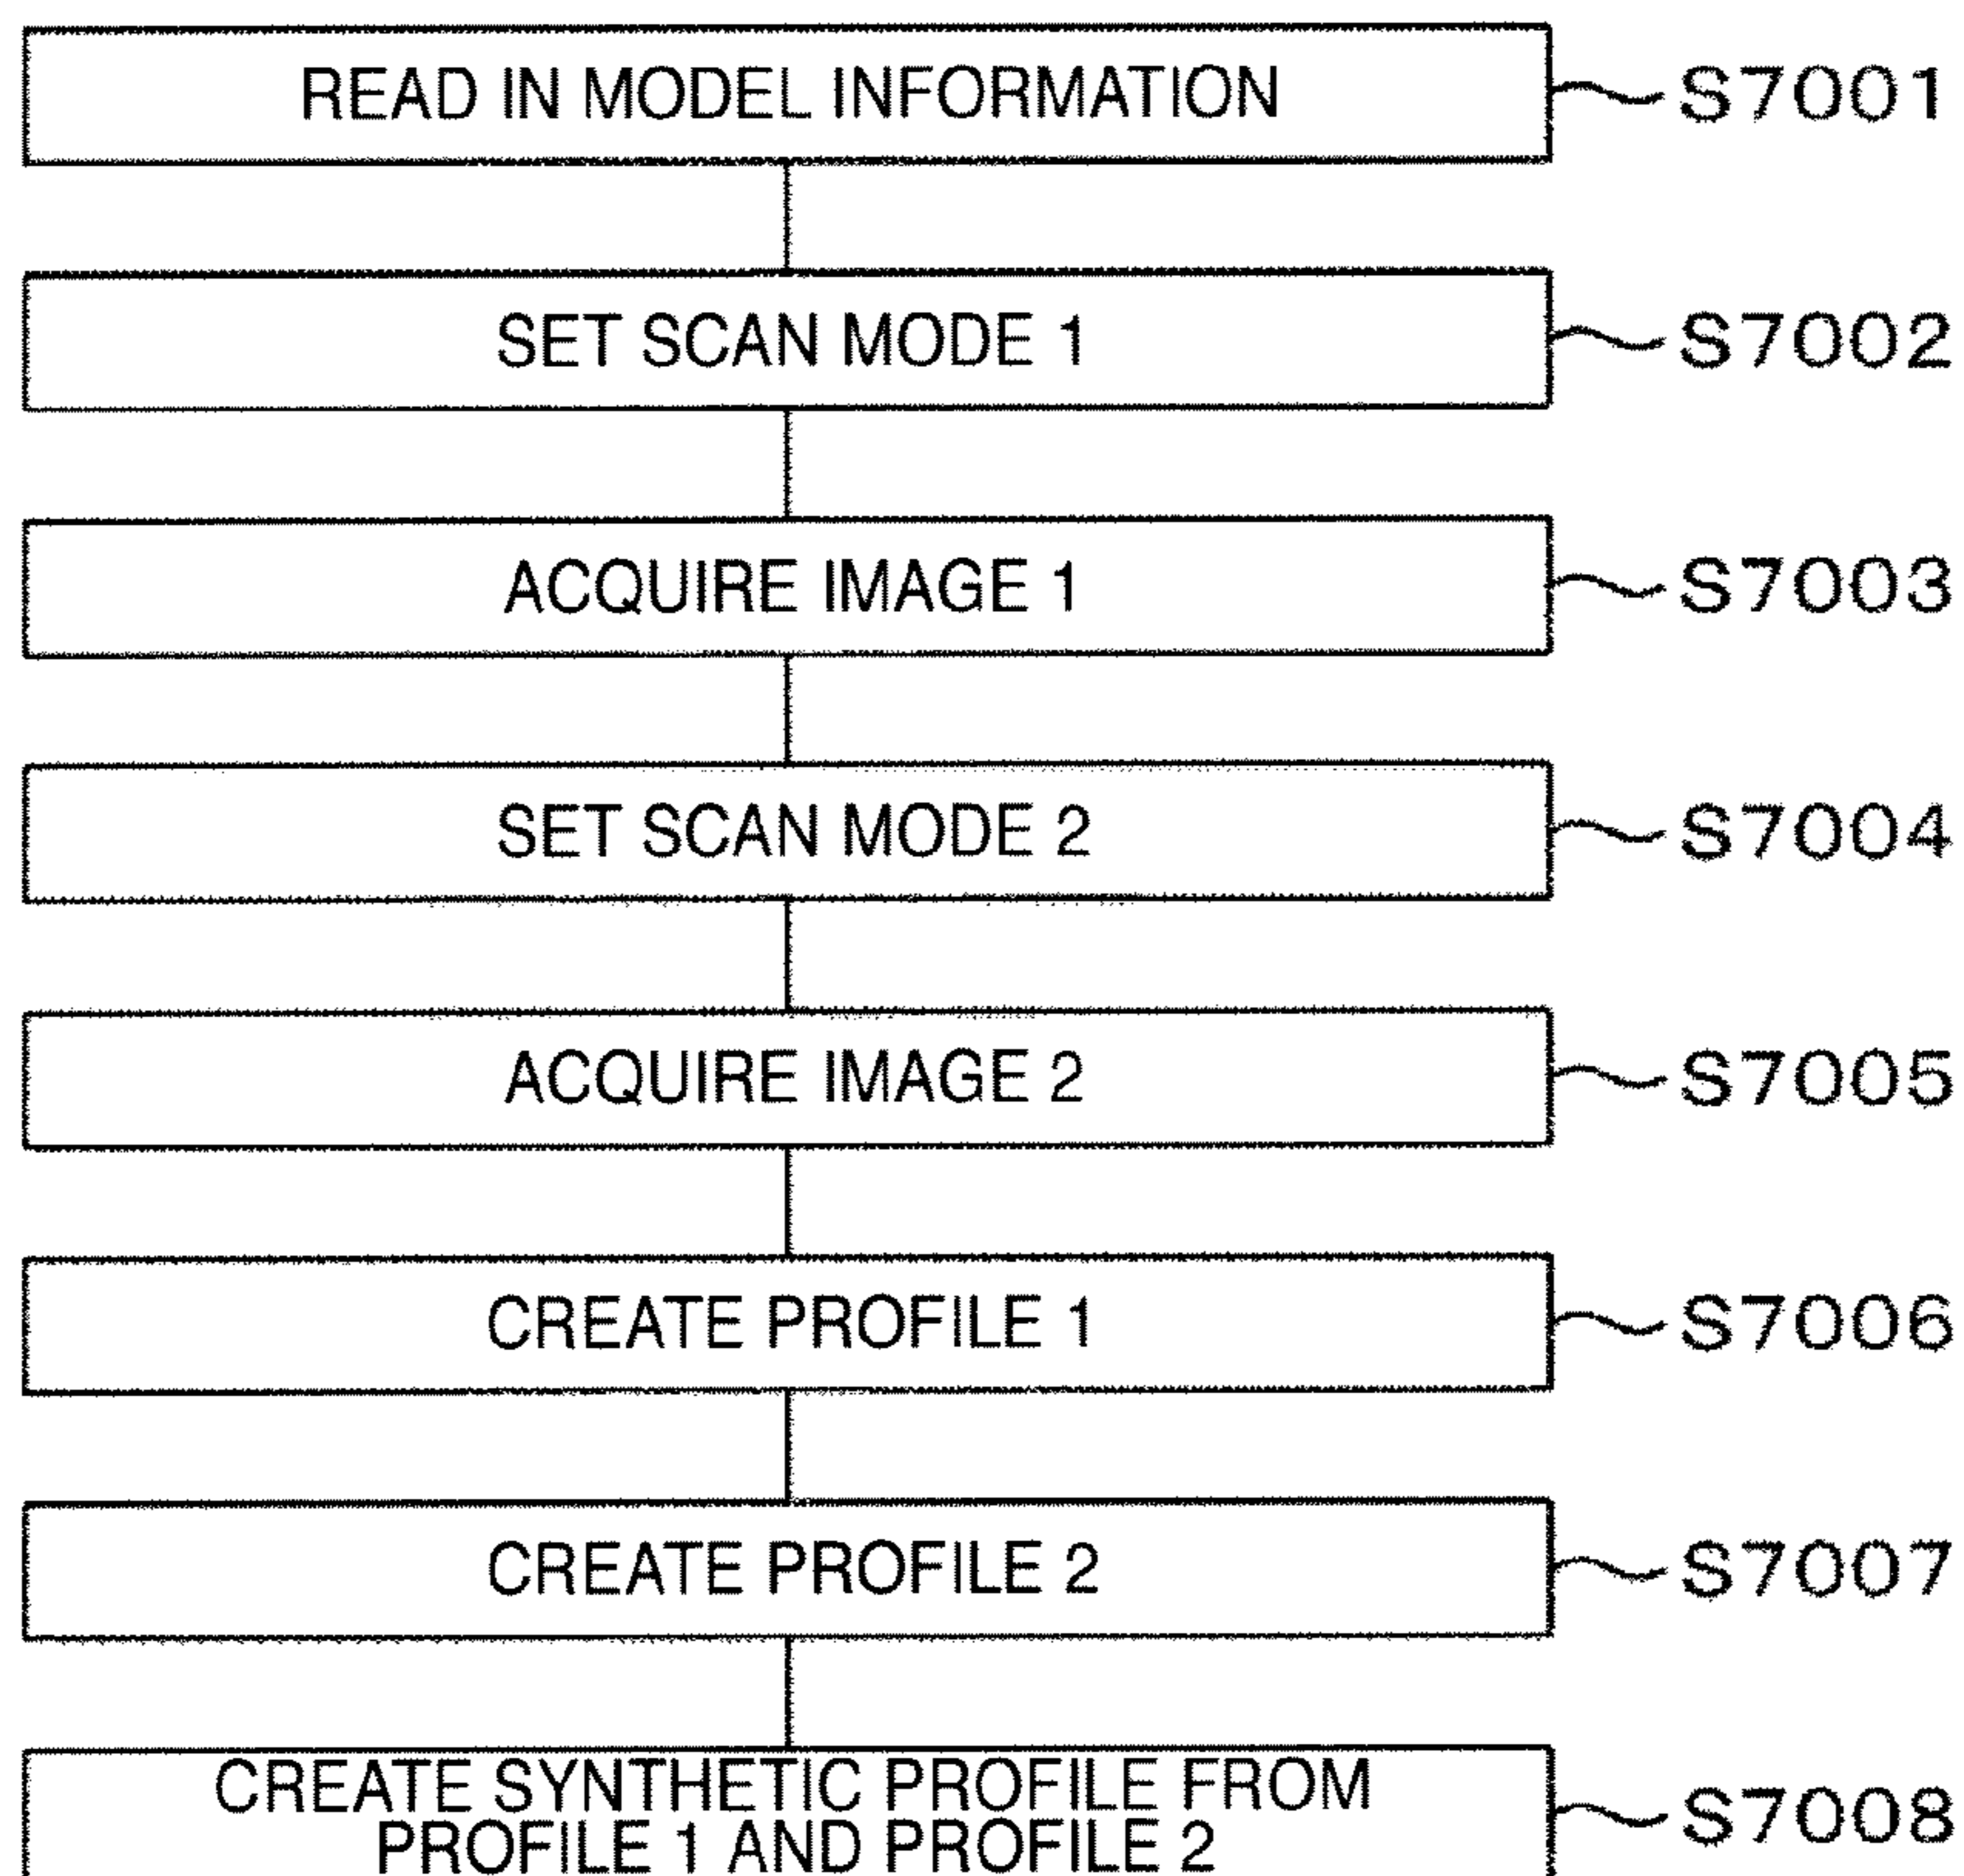 READ IN MODEL INFORMATION S7001
SET SCAN MODE 1 S7002
ACQUIRE IMAGE 1 S7003
SET SCAN MODE 2 S7004
ACQUIRE IMAGE 2 S7005
CREATE PROFILE 1 S7006
CREATE PROFILE 2 S7007
CREATE SYNTHETIC PROFILE FROM
PROFILE 1 AND PROFILE 2 S7008